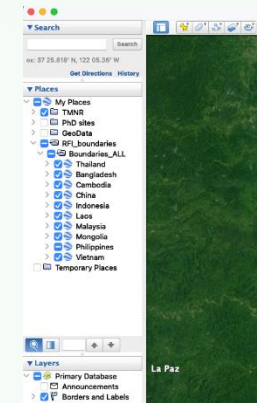 ▼ Search
Search
ex: 37 25.818' N, 122 05.36' W
Get Directions History
▼ Places
My Places
TMNR
PhD sites
GeoData
RFI_boundaries
Boundaries_ALL
Thailand
Bangladesh
Cambodia
China
Indonesia
Laos
Malaysia
Mongolia
Philippines
Vietnam
Temporary Places
▼ Layers
Primary Database
Announcements
Borders and Labels
La Paz